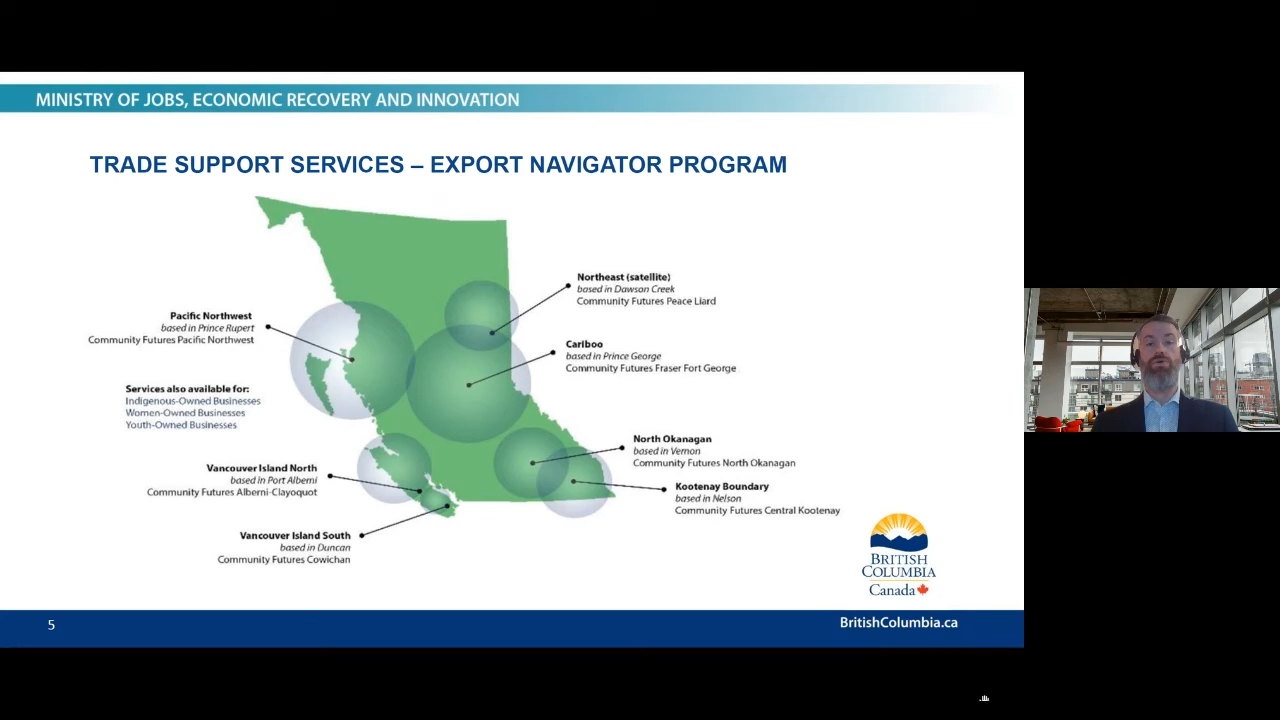 MINISTRY OF JOBS, ECONOMIC RECOVERY AND INNOVATION
TRADE SUPPORT SERVICES – EXPORT NAVIGATOR PROGRAM
Northeast (satellite)
based in Dawson Creek
Community Futures Peace Liard
Pacific Northwest
based in Prince Rupert
Community Futures Pacific Northwest
Cariboo
based in Prince George
Community Futures Fraser Fort George
Services also available for:
Indigenous-Owned Businesses
Women-Owned Businesses
Youth-Owned Businesses
North Okanagan
based in Vernon
Community Futures North Okanagan
Vancouver Island North
based in Port Alberni
Community Futures Alberni-Clayoquot
Kootenay Boundary
based in Nelson
Community Futures Central Kootenay
Vancouver Island South
based in Duncan
Community Futures Cowichan
BRITISH
COLUMBIA
Canada
5
BritishColumbia.ca